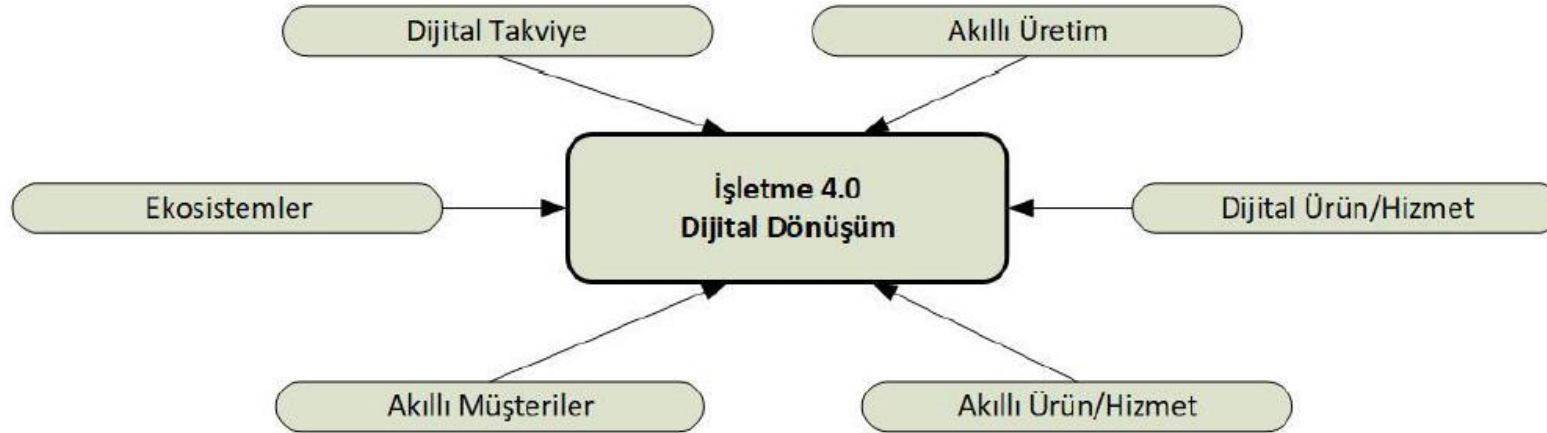 Dijital Takviye
Akıllı Üretim
İşletme 4.0
Dijital Dönüşüm
Ekosistemler
Dijital Ürün/Hizmet
Akıllı Müşteriler
Akıllı Ürün/Hizmet